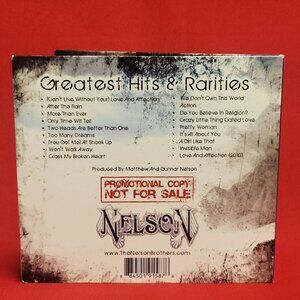 Greatest Hits & Rarities
• (Can't Live Without Your) Love And Affection
• After The Rain
• More Than Ever
• Only Time Will Tell
• Two Heads Are Better Than One
• Too Many Dreams
• (You Got Me) All Shook Up
• Won't Walk Away
• Cross My Broken Heart
• We Don't Own This World
• Action
• Do You Believe In Religion?
• Crazy Little Thing Called Love
• Pretty Woman
• It's All About You
• A Girl Like That
• Invisible Man
• Love And Affection (2010)
Produced By Matthew And Gunnar Nelson
PROMOTIONAL COPY
NOT FOR SALE
NELSON
www.TheNelsonBrothers.com
84501 91587